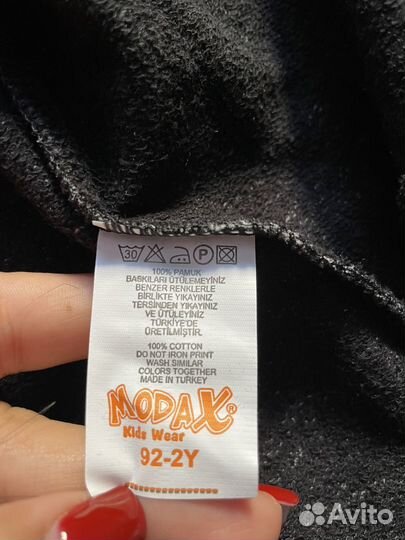 30 P
100% PAMUK
BASKILARI ÜTÜLEMEYİNİZ
BENZER RENKLERLE
BİRLİKTE YIKAYINIZ
TERSİNDEN YIKAYINIZ
VE ÜTÜLEYİNİZ
TÜRKİYE'DE
ÜRETİLMİŞTİR.
100% COTTON
DO NOT IRON PRINT
WASH SIMILAR
COLORS TOGETHER
MADE IN TURKEY
MODAX®
Kids Wear
92-2Y
Avito